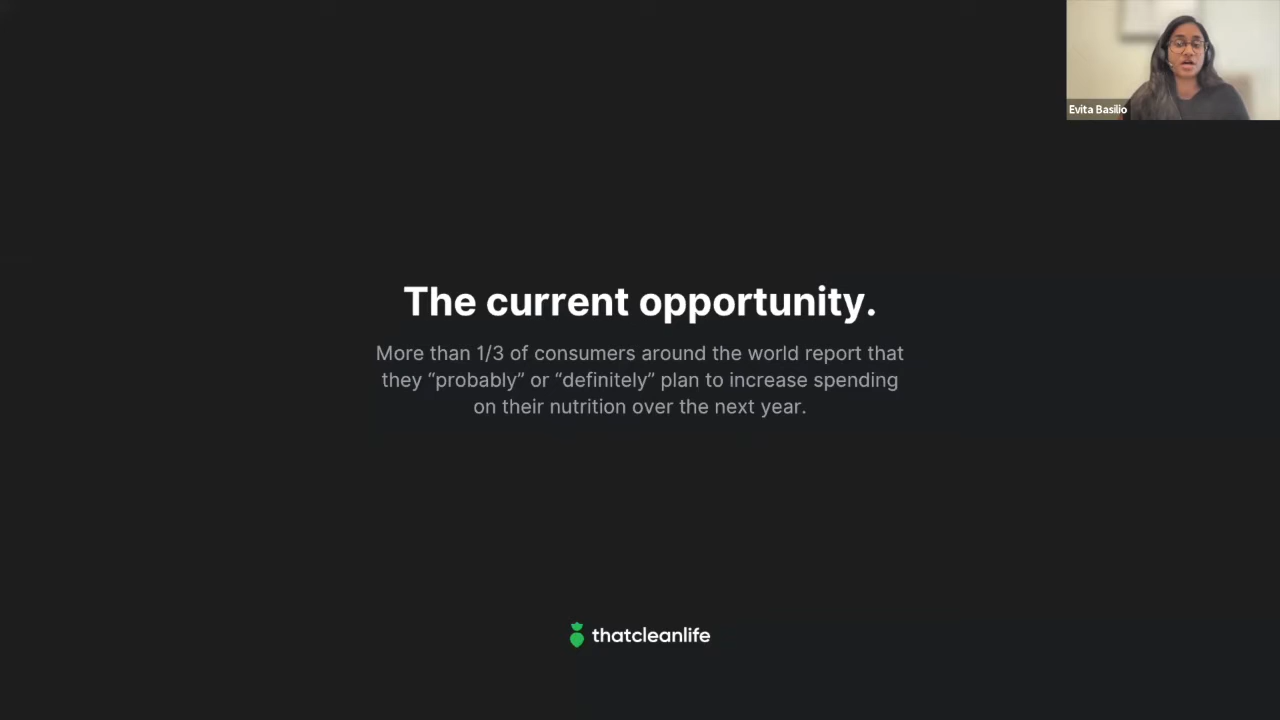 Evita Basilio
The current opportunity.
More than 1/3 of consumers around the world report that
they “probably” or “definitely” plan to increase spending
on their nutrition over the next year.
thatcleanlife